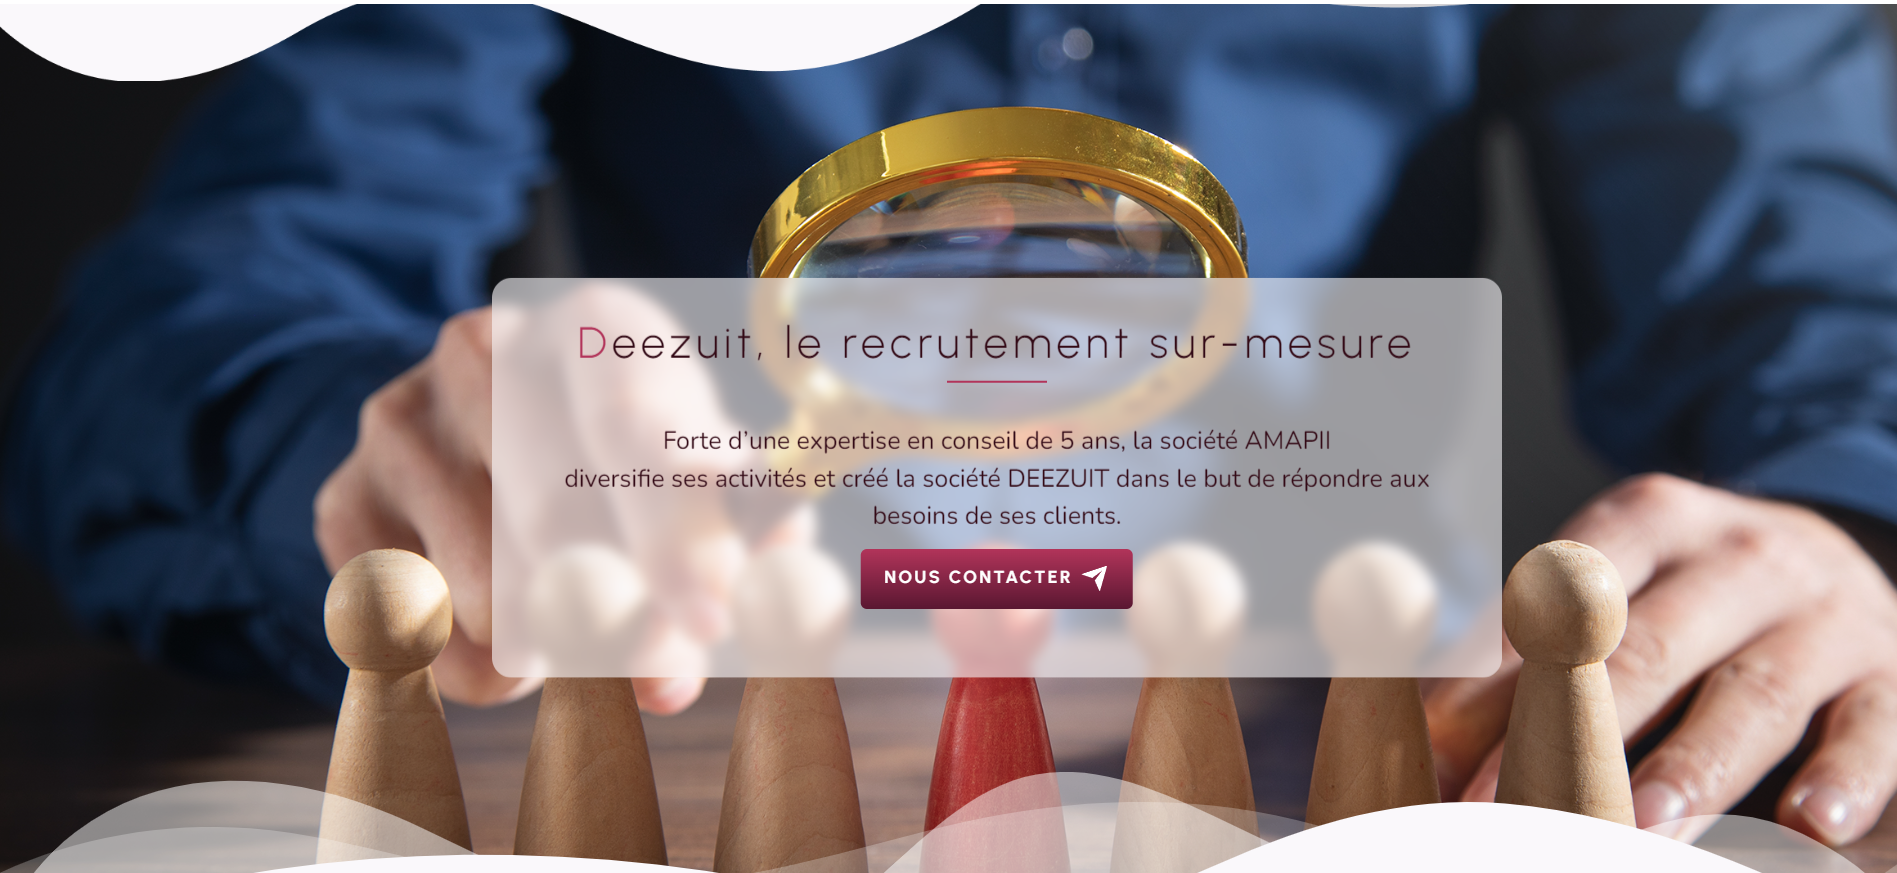 Deezuit, le recrutement sur-mesure
Forte d’une expertise en conseil de 5 ans, la société AMAPII
diversifie ses activités et créé la société DEEZUIT dans le but de répondre aux
besoins de ses clients.
NOUS CONTACTER